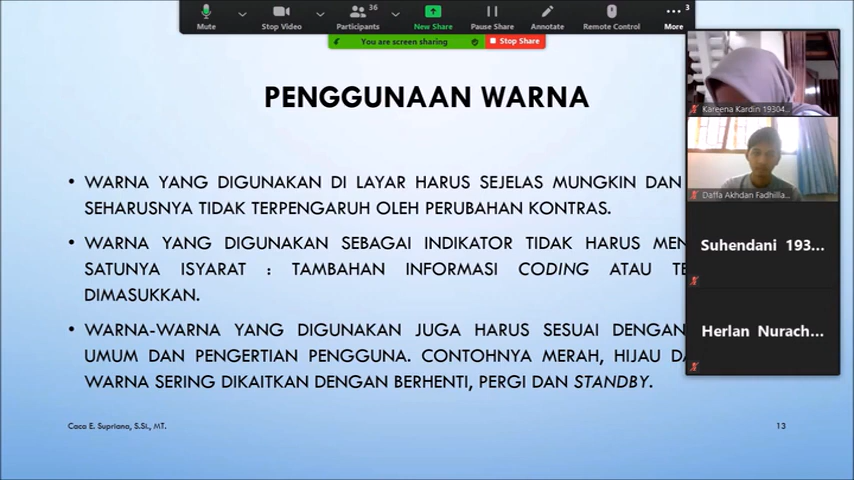 Mute
Stop Video
36
Participants
New Share
Pause Share
Annotate
Remote Control
3
More
You are screen sharing
Stop Share
PENGGUNAAN WARNA
• WARNA YANG DIGUNAKAN DI LAYAR HARUS SEJELAS MUNGKIN DAN
SEHARUSNYA TIDAK TERPENGARUH OLEH PERUBAHAN KONTRAS.
• WARNA YANG DIGUNAKAN SEBAGAI INDIKATOR TIDAK HARUS
SATUNYA ISYARAT : TAMBAHAN INFORMASI CODING ATAU
DIMASUKKAN.
• WARNA-WARNA YANG DIGUNAKAN JUGA HARUS SESUAI DENGAN
UMUM DAN PENGERTIAN PENGGUNA. CONTOHNYA MERAH, HIJAU
WARNA SERING DIKAITKAN DENGAN BERHENTI, PERGI DAN STANDBY.
Caca E. Supriana, S.Si., MT.
13
Kareena Kardin 19304...
Daffa Akhdan Fadhilla...
Suhendani 193...
Herlan Nurach...